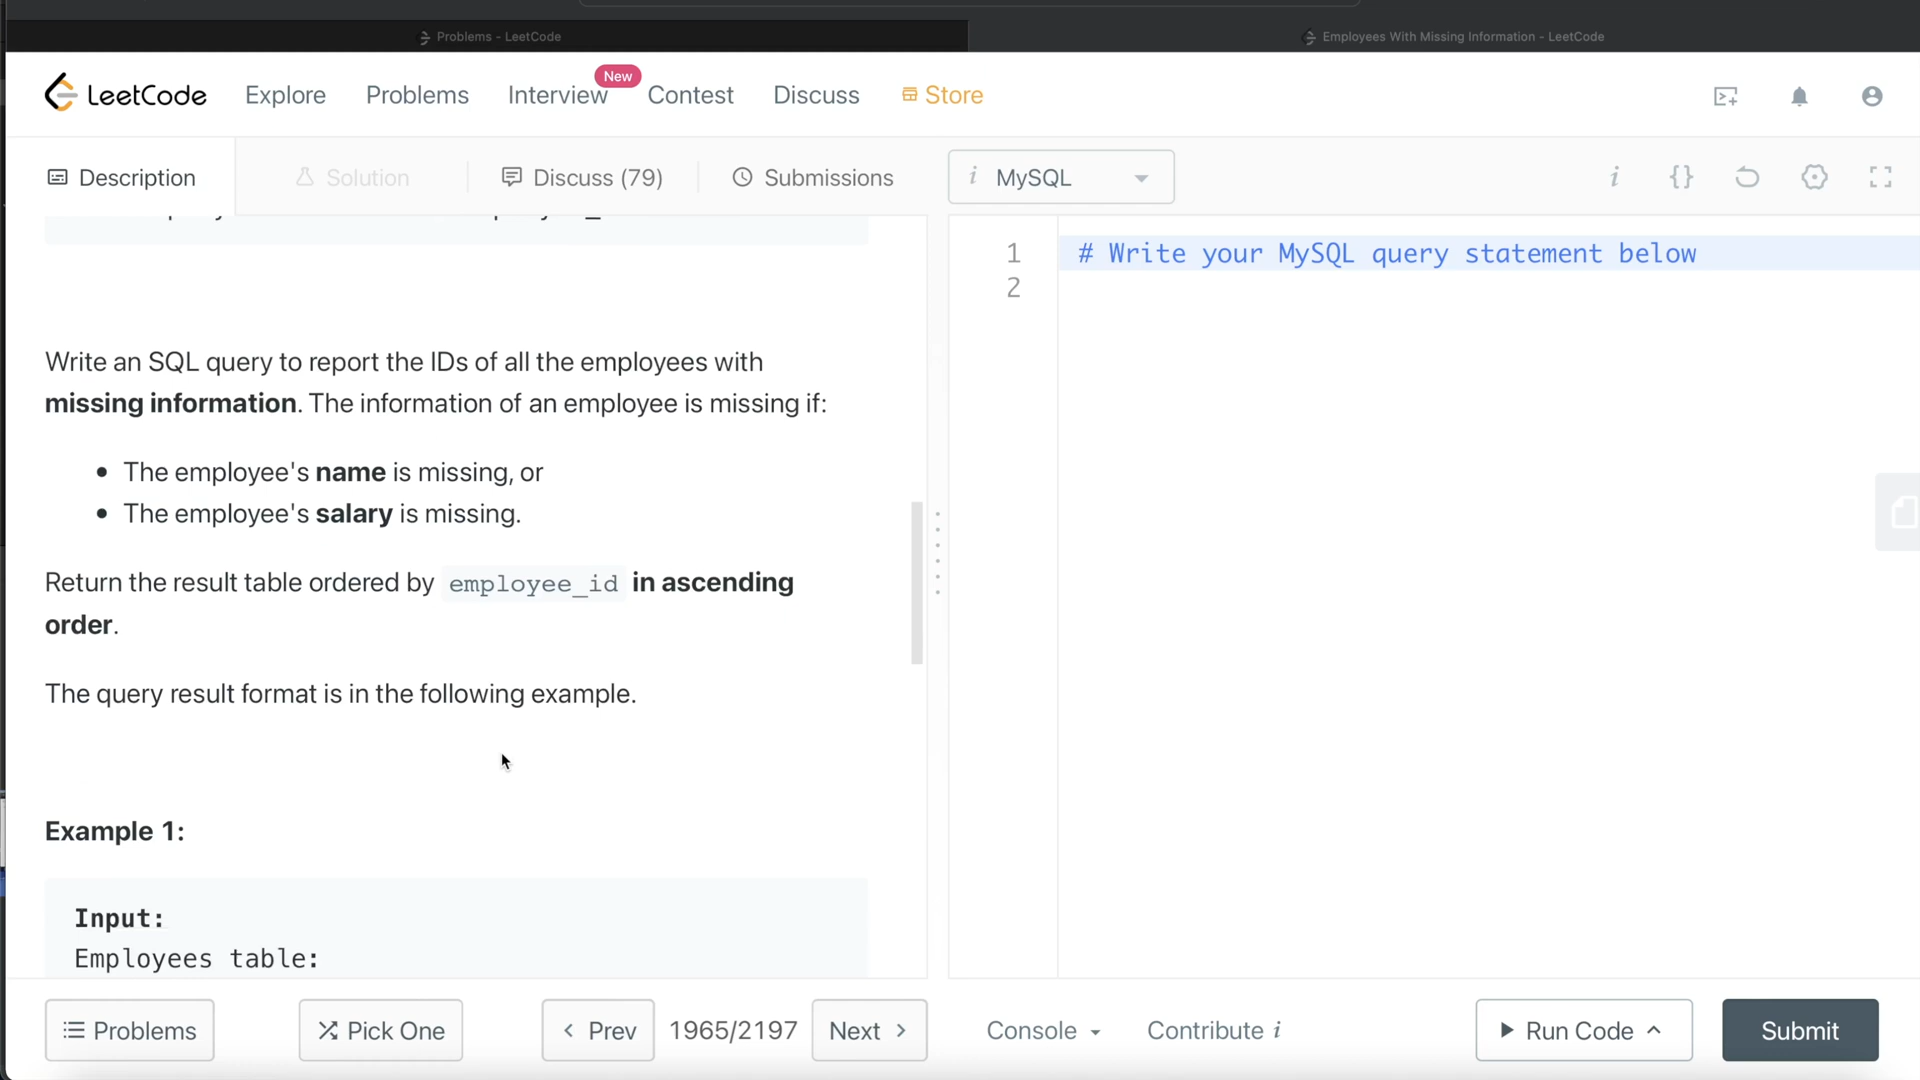 Problems - LeetCode
Employees With Missing Information - LeetCode
LeetCode
Explore
Problems
Interview
New
Contest
Discuss
Store
Description
Solution
Discuss (79)
Submissions
i MySQL
i
{}
1 # Write your MySQL query statement below
2
Write an SQL query to report the IDs of all the employees with
missing information. The information of an employee is missing if:
The employee's name is missing, or
The employee's salary is missing.
Return the result table ordered by employee_id in ascending
order.
The query result format is in the following example.
Example 1:
Input:
Employees table:
Problems
Pick One
Prev
1965/2197
Next
Console
Contribute i
Run Code
Submit